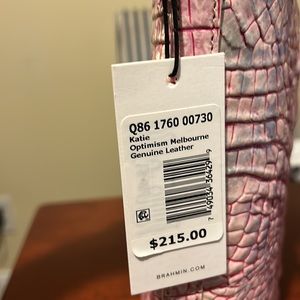 Q86 1760 00730
Katie
Optimism Melbourne
Genuine Leather
$215.00
BRAHMIN.COM